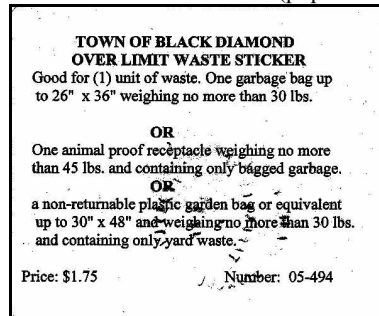 TOWN OF BLACK DIAMOND
OVER LIMIT WASTE STICKER
Good for (1) unit of waste. One garbage bag up
to 26" x 36" weighing no more than 30 lbs.
OR
One animal proof receptacle weighing no more
than 45 lbs. and containing only bagged garbage.
OR
a non-returnable plastic garden bag or equivalent
up to 30" x 48" and weighing no more than 30 lbs.
and containing only yard waste.
Price: $1.75 Number: 05-494